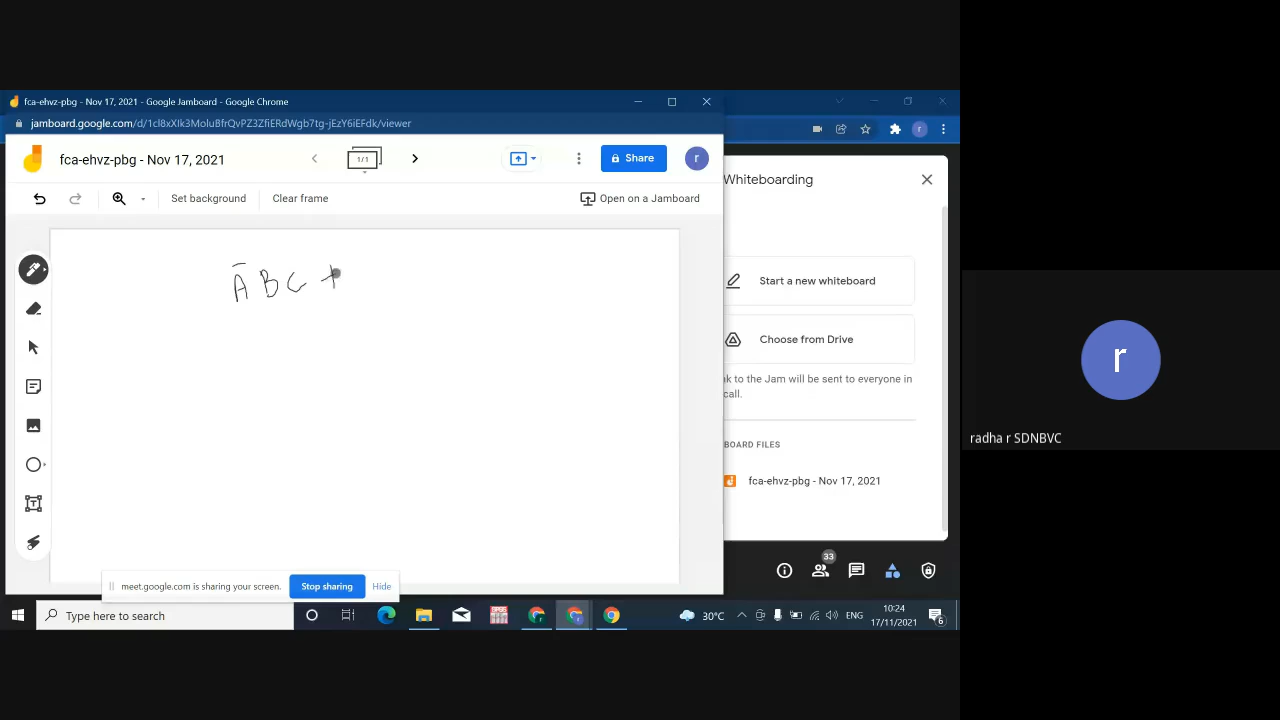 fca-ehvz-pbg - Nov 17, 2021 - Google Jamboard - Google Chrome
jamboard.google.com/d/1cI8xXIk3MoluBfrQvPZ3ZfiERdWgb7tg-jEzY6iEFdk/viewer
fca-ehvz-pbg - Nov 17, 2021
1/1
Share
r
r
Set background
Clear frame
Open on a Jamboard
Whiteboarding
A̅ B C +
Start a new whiteboard
Choose from Drive
nk to the Jam will be sent to everyone in
call.
BOARD FILES
fca-ehvz-pbg - Nov 17, 2021
r
radha r SDNBVC
33
meet.google.com is sharing your screen.
Stop sharing
Hide
Type here to search
30°C
ENG
10:24
17/11/2021
6